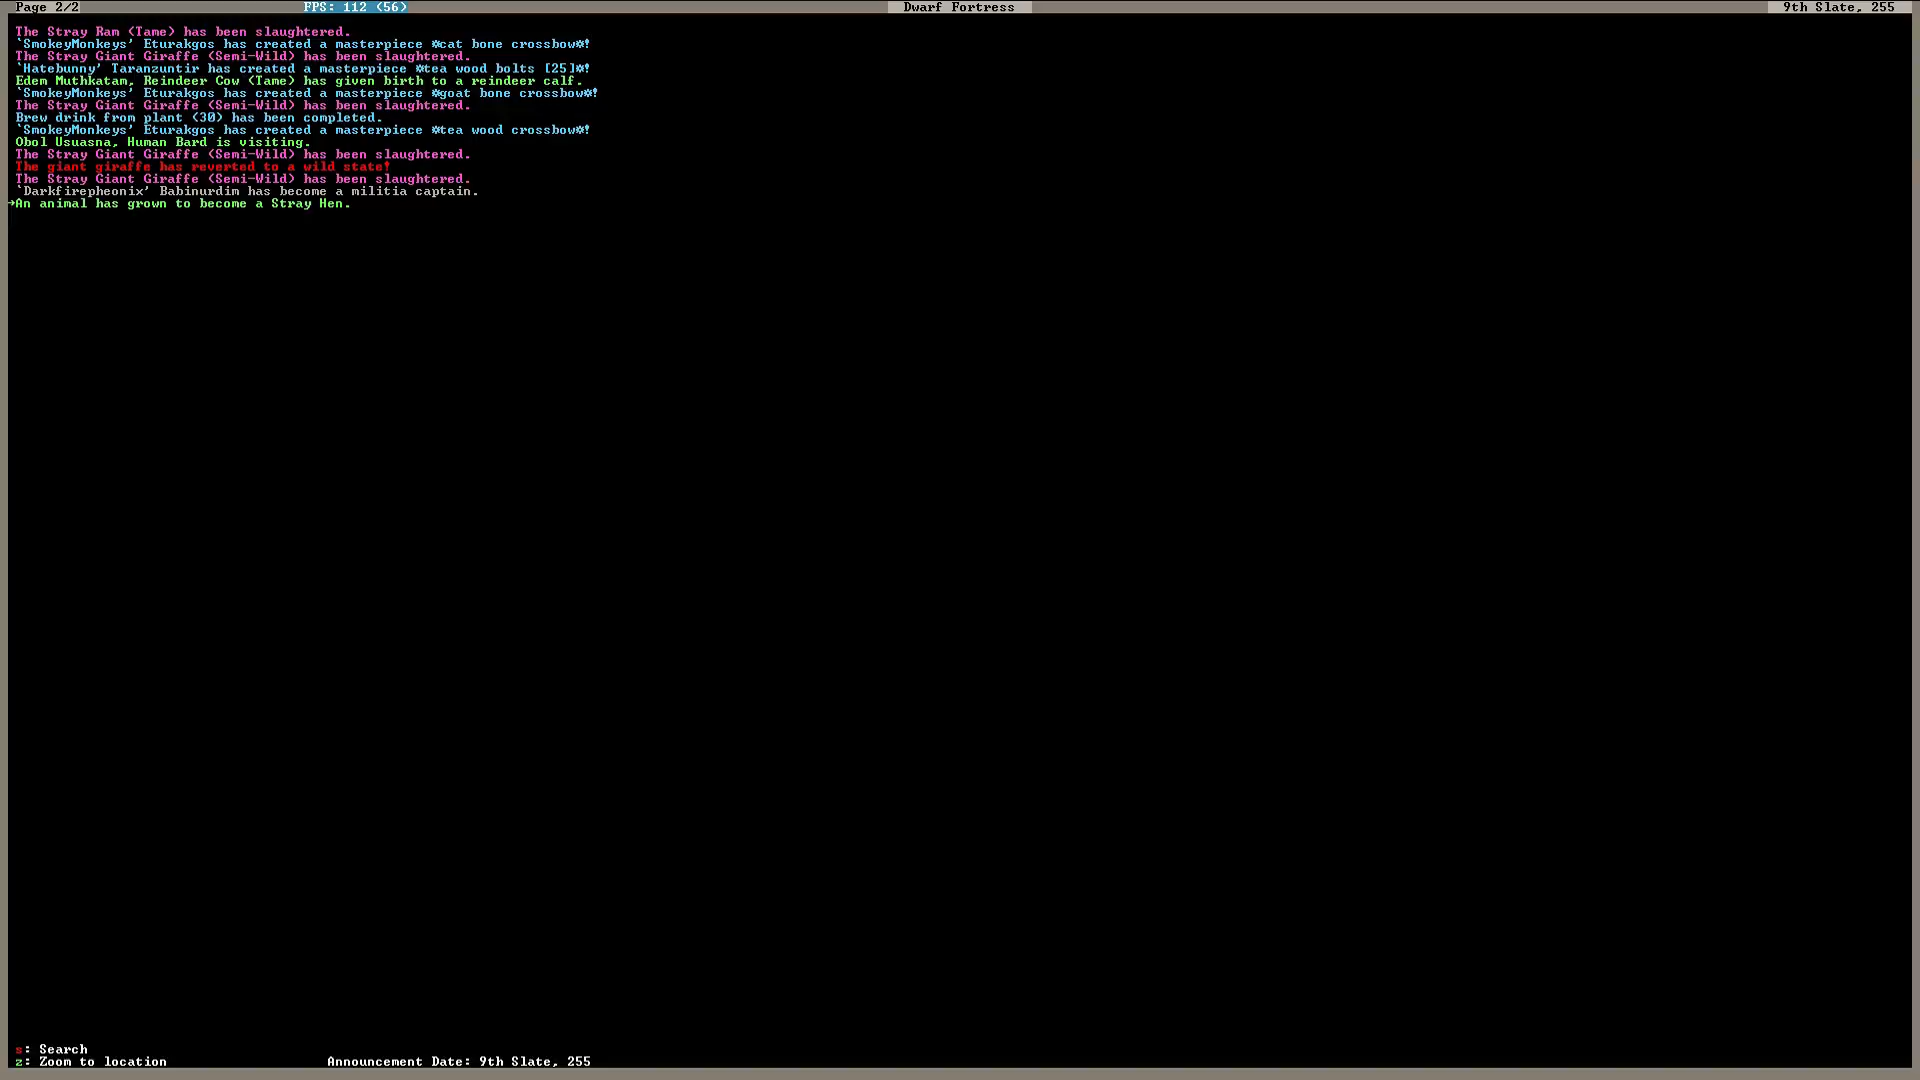 Page 2/2 FPS: 112 (56) Dwarf Fortress 9th Slate, 255
The Stray Ram (Tame) has been slaughtered.
`SmokeyMonkeys' Eturakgos has created a masterpiece ☼cat bone crossbow☼!
The Stray Giant Giraffe (Semi-Wild) has been slaughtered.
`Hatebunny' Taranzuntir has created a masterpiece ☼tea wood bolts [25]☼!
Edem Muthkatam, Reindeer Cow (Tame) has given birth to a reindeer calf.
`SmokeyMonkeys' Eturakgos has created a masterpiece ☼goat bone crossbow☼!
The Stray Giant Giraffe (Semi-Wild) has been slaughtered.
Brew drink from plant (30) has been completed.
`SmokeyMonkeys' Eturakgos has created a masterpiece ☼tea wood crossbow☼!
Obol Usuasna, Human Bard is visiting.
The Stray Giant Giraffe (Semi-Wild) has been slaughtered.
The giant giraffe has reverted to a wild state!
The Stray Giant Giraffe (Semi-Wild) has been slaughtered.
`Darkfirepheonix' Babinurdim has become a militia captain.
→An animal has grown to become a Stray Hen.
s: Search
z: Zoom to location Announcement Date: 9th Slate, 255